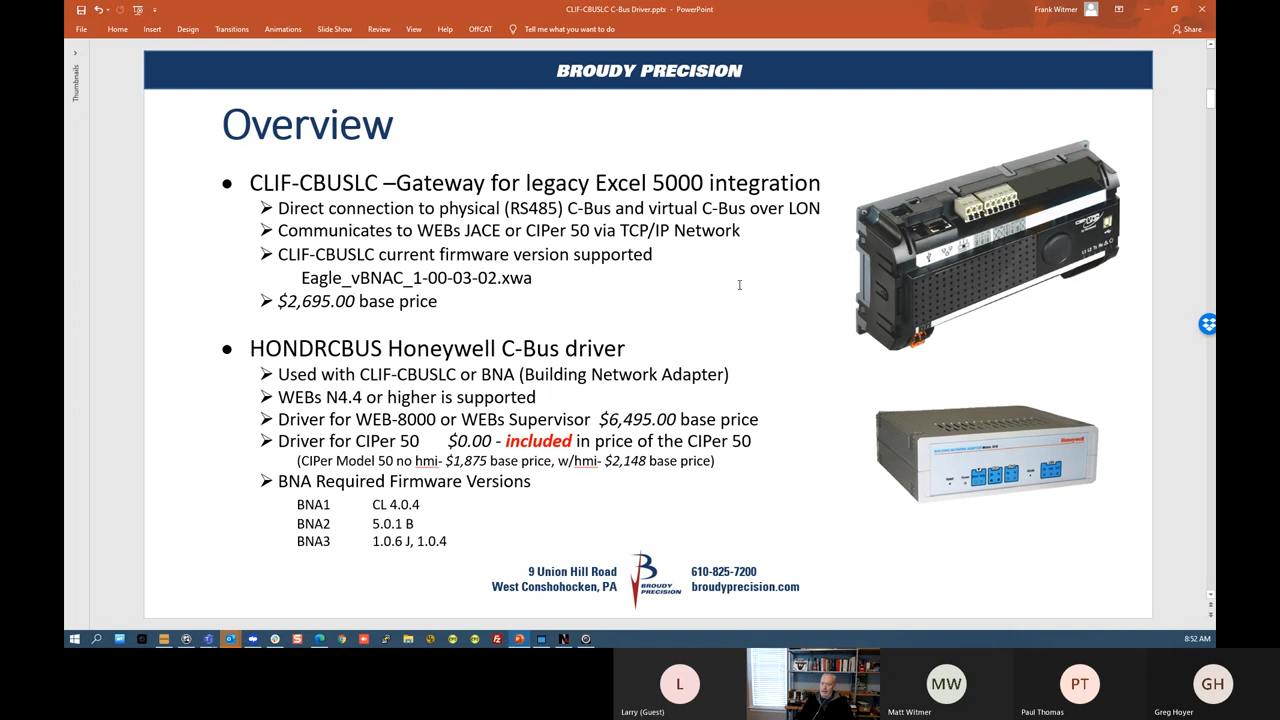 CLIF-CBUSLC C-Bus Driver.pptx - PowerPoint
Frank Witmer
File Home Insert Design Transitions Animations Slide Show Review View Help OffCAT Tell me what you want to do
Share
Thumbnails
BROUDY PRECISION
Overview
● CLIF-CBUSLC –Gateway for legacy Excel 5000 integration
➢ Direct connection to physical (RS485) C-Bus and virtual C-Bus over LON
➢ Communicates to WEBs JACE or CIPer 50 via TCP/IP Network
➢ CLIF-CBUSLC current firmware version supported
Eagle_vBNAC_1-00-03-02.xwa
➢ $2,695.00 base price
● HONDRCBUS Honeywell C-Bus driver
➢ Used with CLIF-CBUSLC or BNA (Building Network Adapter)
➢ WEBs N4.4 or higher is supported
➢ Driver for WEB-8000 or WEBs Supervisor $6,495.00 base price
➢ Driver for CIPer 50 $0.00 - included in price of the CIPer 50
(CIPer Model 50 no hmi- $1,875 base price, w/hmi- $2,148 base price)
➢ BNA Required Firmware Versions
BNA1 CL 4.0.4
BNA2 5.0.1 B
BNA3 1.0.6 J, 1.0.4
Honeywell
9 Union Hill Road
West Conshohocken, PA
B
BROUDY PRECISION
610-825-7200
broudyprecision.com
8:52 AM
L
MW
PT
GH
Larry (Guest)
Matt Witmer
Paul Thomas
Greg Hoyer